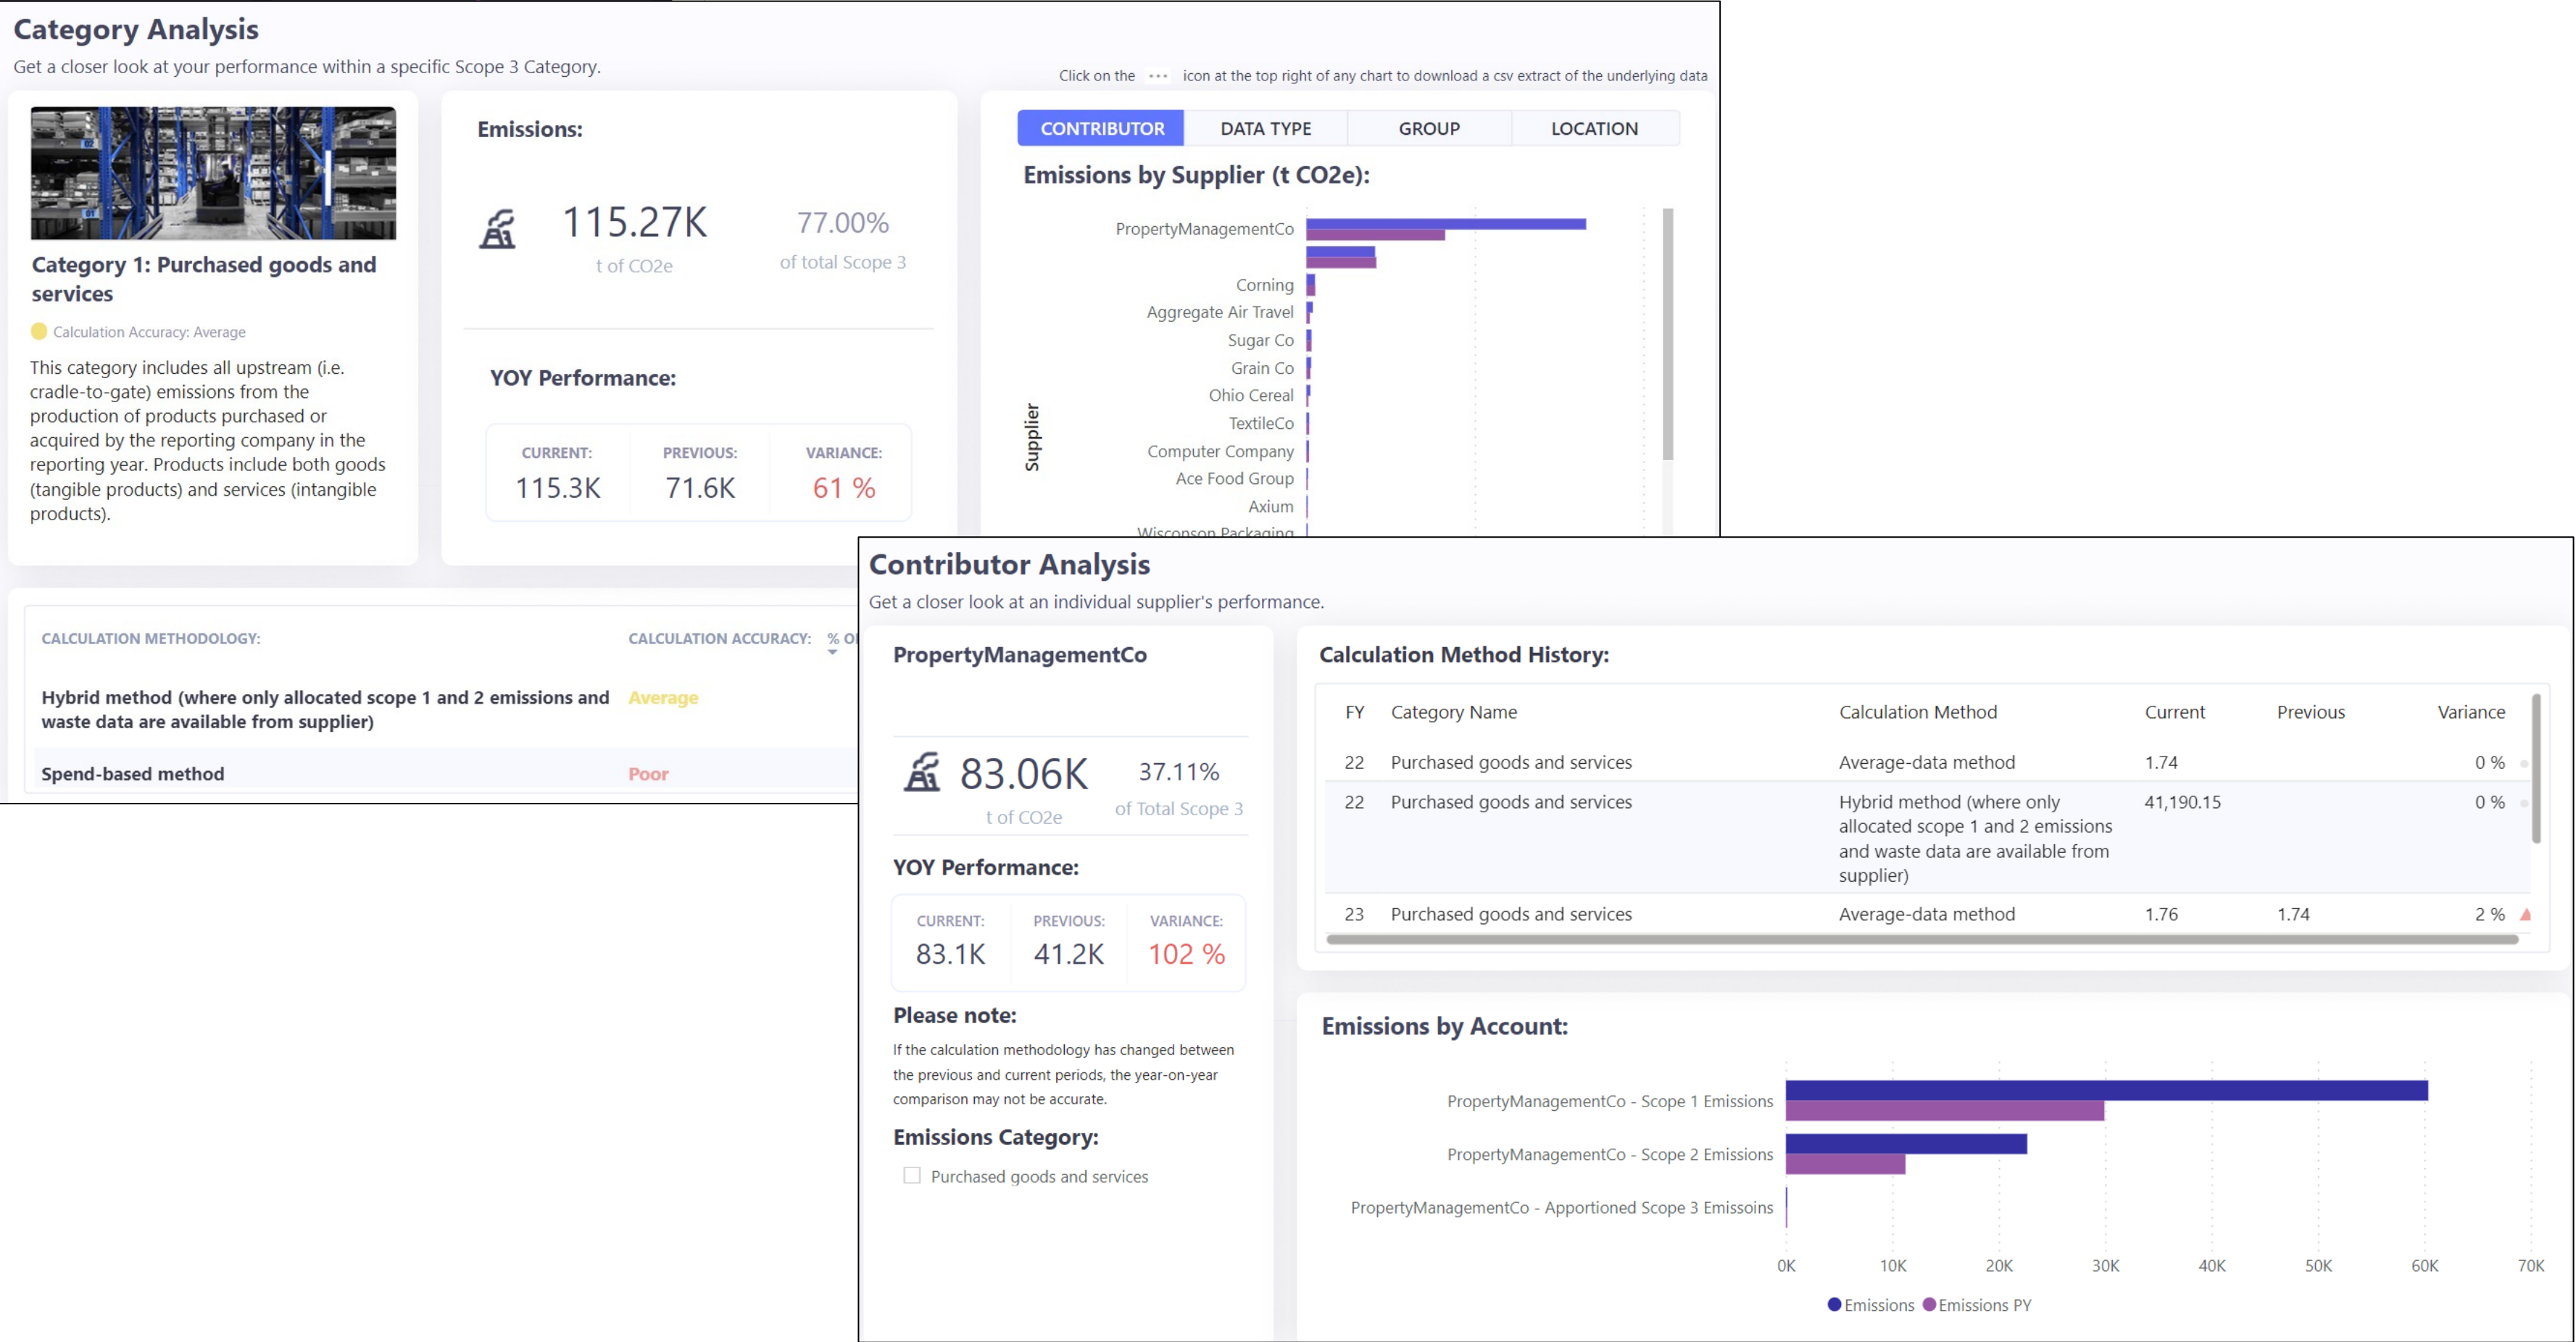 Category Analysis
Get a closer look at your performance within a specific Scope 3 Category.
Click on the ... icon at the top right of any chart to download a csv extract of the underlying data
02
01
Category 1: Purchased goods and
services
Calculation Accuracy: Average
This category includes all upstream (i.e.
cradle-to-gate) emissions from the
production of products purchased or
acquired by the reporting company in the
reporting year. Products include both goods
(tangible products) and services (intangible
products).
Emissions:
115.27K
t of CO2e
77.00%
of total Scope 3
YOY Performance:
CURRENT: PREVIOUS: VARIANCE:
115.3K 71.6K 61 %
CONTRIBUTOR DATA TYPE GROUP LOCATION
Emissions by Supplier (t CO2e):
Supplier
PropertyManagementCo
Corning
Aggregate Air Travel
Sugar Co
Grain Co
Ohio Cereal
TextileCo
Computer Company
Ace Food Group
Axium
Wisconson Packaging
CALCULATION METHODOLOGY: CALCULATION ACCURACY: %
Hybrid method (where only allocated scope 1 and 2 emissions and
waste data are available from supplier)
Average
Spend-based method Poor
Contributor Analysis
Get a closer look at an individual supplier's performance.
PropertyManagementCo
83.06K
t of CO2e
37.11%
of Total Scope 3
YOY Performance:
CURRENT: PREVIOUS: VARIANCE:
83.1K 41.2K 102 %
Please note:
If the calculation methodology has changed between
the previous and current periods, the year-on-year
comparison may not be accurate.
Emissions Category:
Purchased goods and services
Calculation Method History:
FY Category Name Calculation Method Current Previous Variance
22 Purchased goods and services Average-data method 1.74 0 %
22 Purchased goods and services Hybrid method (where only 41,190.15 0 %
allocated scope 1 and 2 emissions
and waste data are available from
supplier)
23 Purchased goods and services Average-data method 1.76 1.74 2 %
Emissions by Account:
PropertyManagementCo - Scope 1 Emissions
PropertyManagementCo - Scope 2 Emissions
PropertyManagementCo - Apportioned Scope 3 Emissoins
0K 10K 20K 30K 40K 50K 60K 70K
Emissions Emissions PY